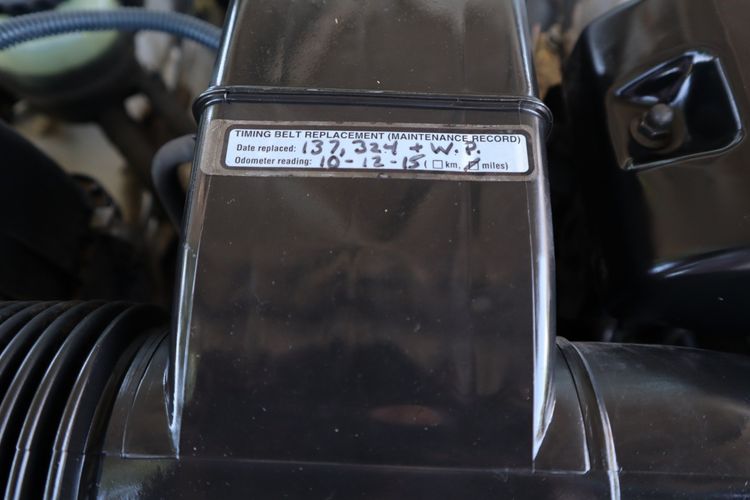 TIMING BELT REPLACEMENT (MAINTENANCE RECORD)
Date replaced: 137,324 + W.P.
Odometer reading: 10-12-15 ( □ km, ☑ miles)